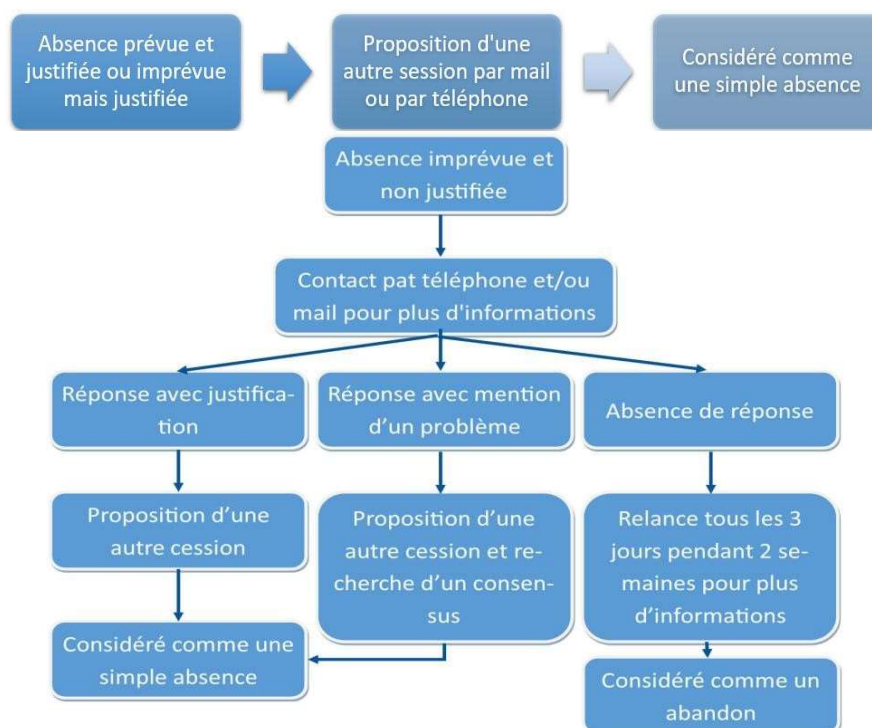 Absence prévue et
justifiée ou imprévue
mais justifiée
Proposition d'une
autre session par mail
ou par téléphone
Considéré comme
une simple absence
Absence imprévue et
non justifiée
Contact pat téléphone et/ou
mail pour plus d'informations
Réponse avec justifica-
tion
Réponse avec mention
d’un problème
Absence de réponse
Proposition d’une
autre cession
Proposition d’une
autre cession et re-
cherche d’un consen-
sus
Relance tous les 3
jours pendant 2 se-
maines pour plus
d’informations
Considéré comme une
simple absence
Considéré comme un
abandon